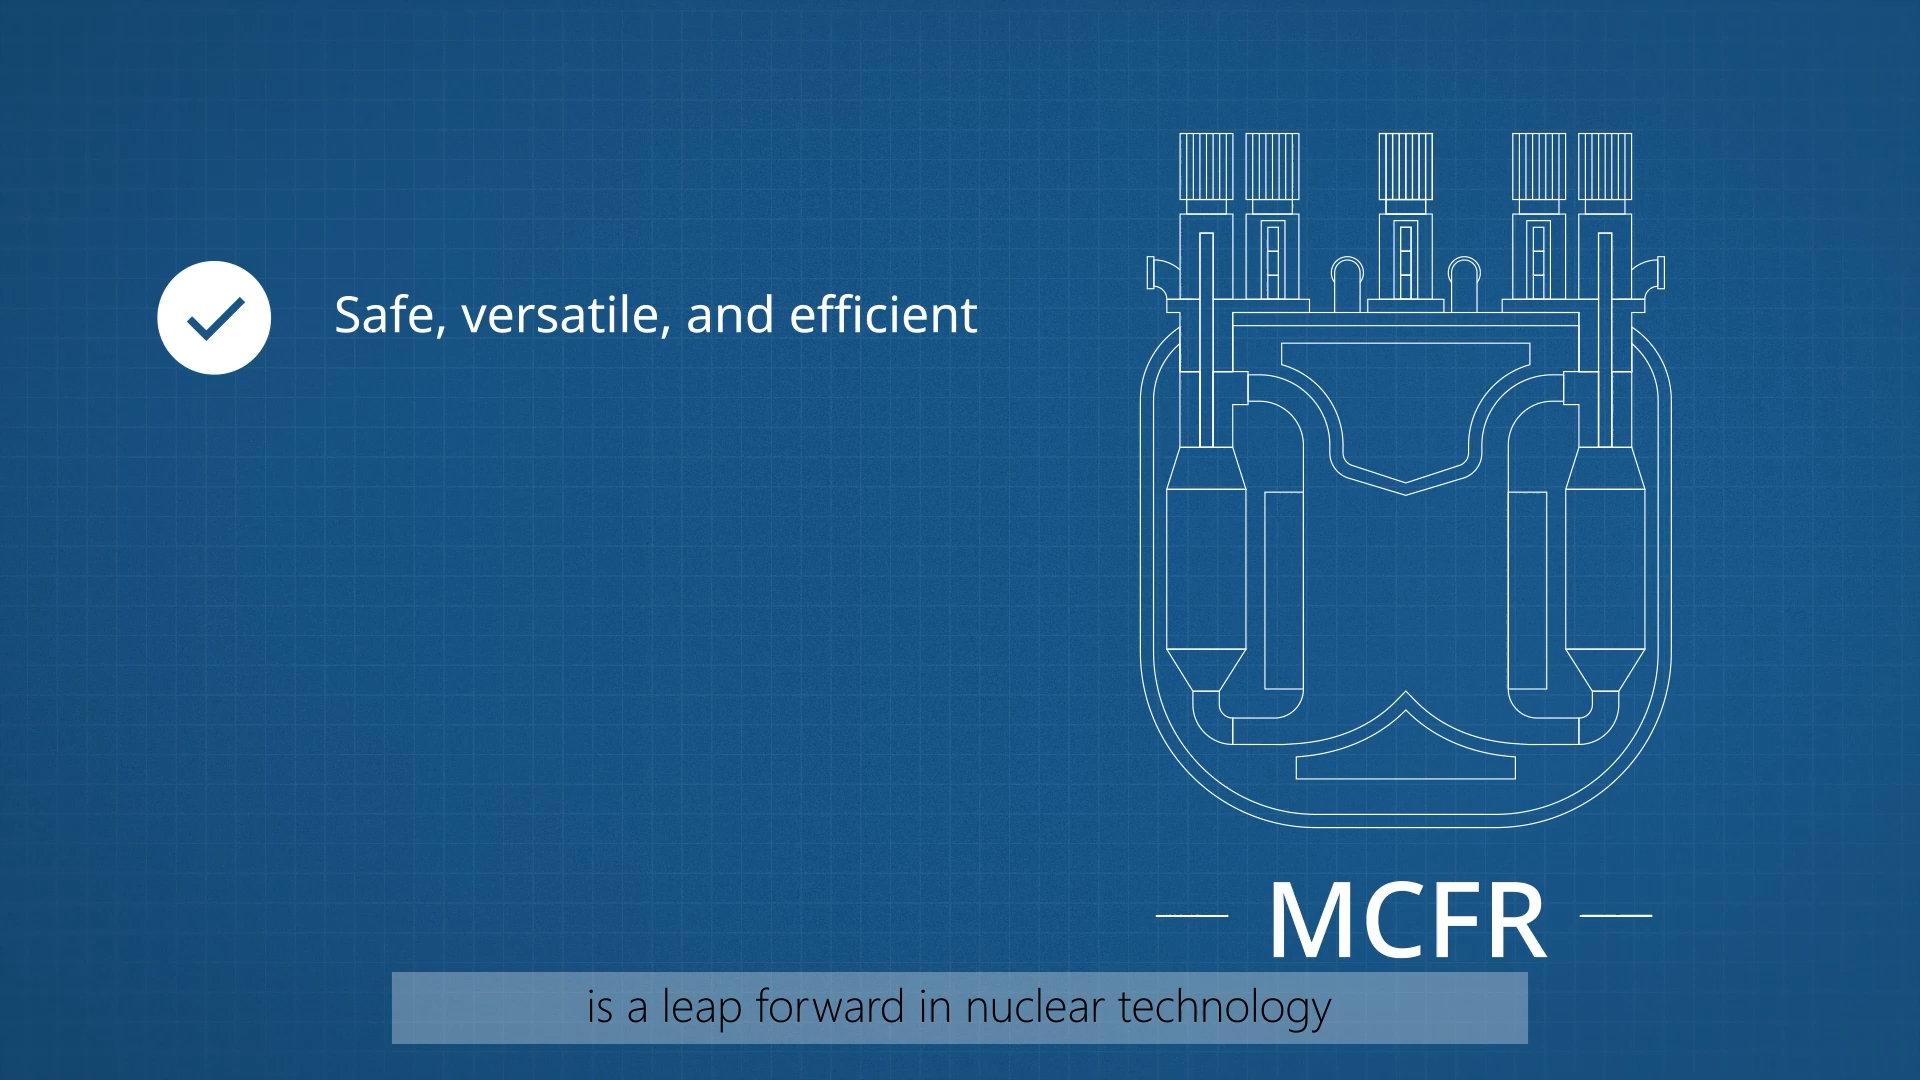 Safe, versatile, and efficient
MCFR
is a leap forward in nuclear technology